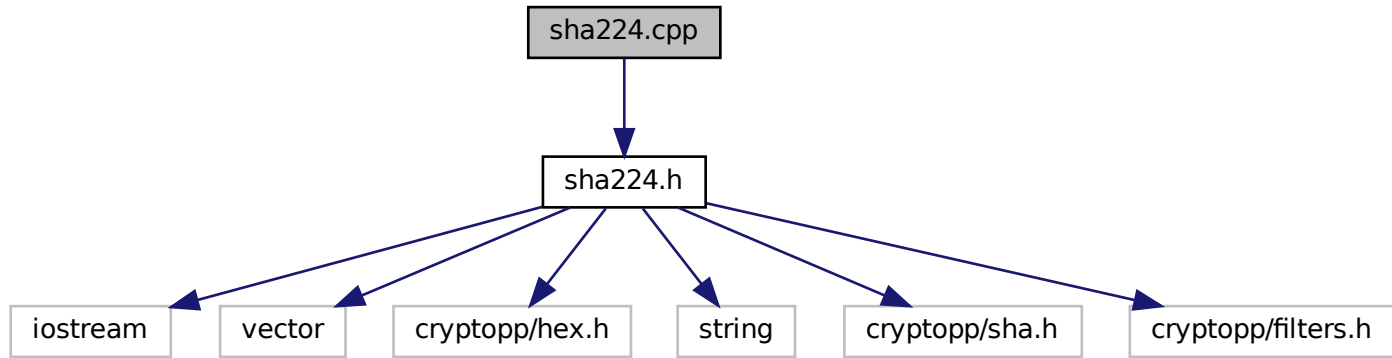 sha224.cpp
sha224.h
iostream
vector
cryptopp/hex.h
string
cryptopp/sha.h
cryptopp/filters.h